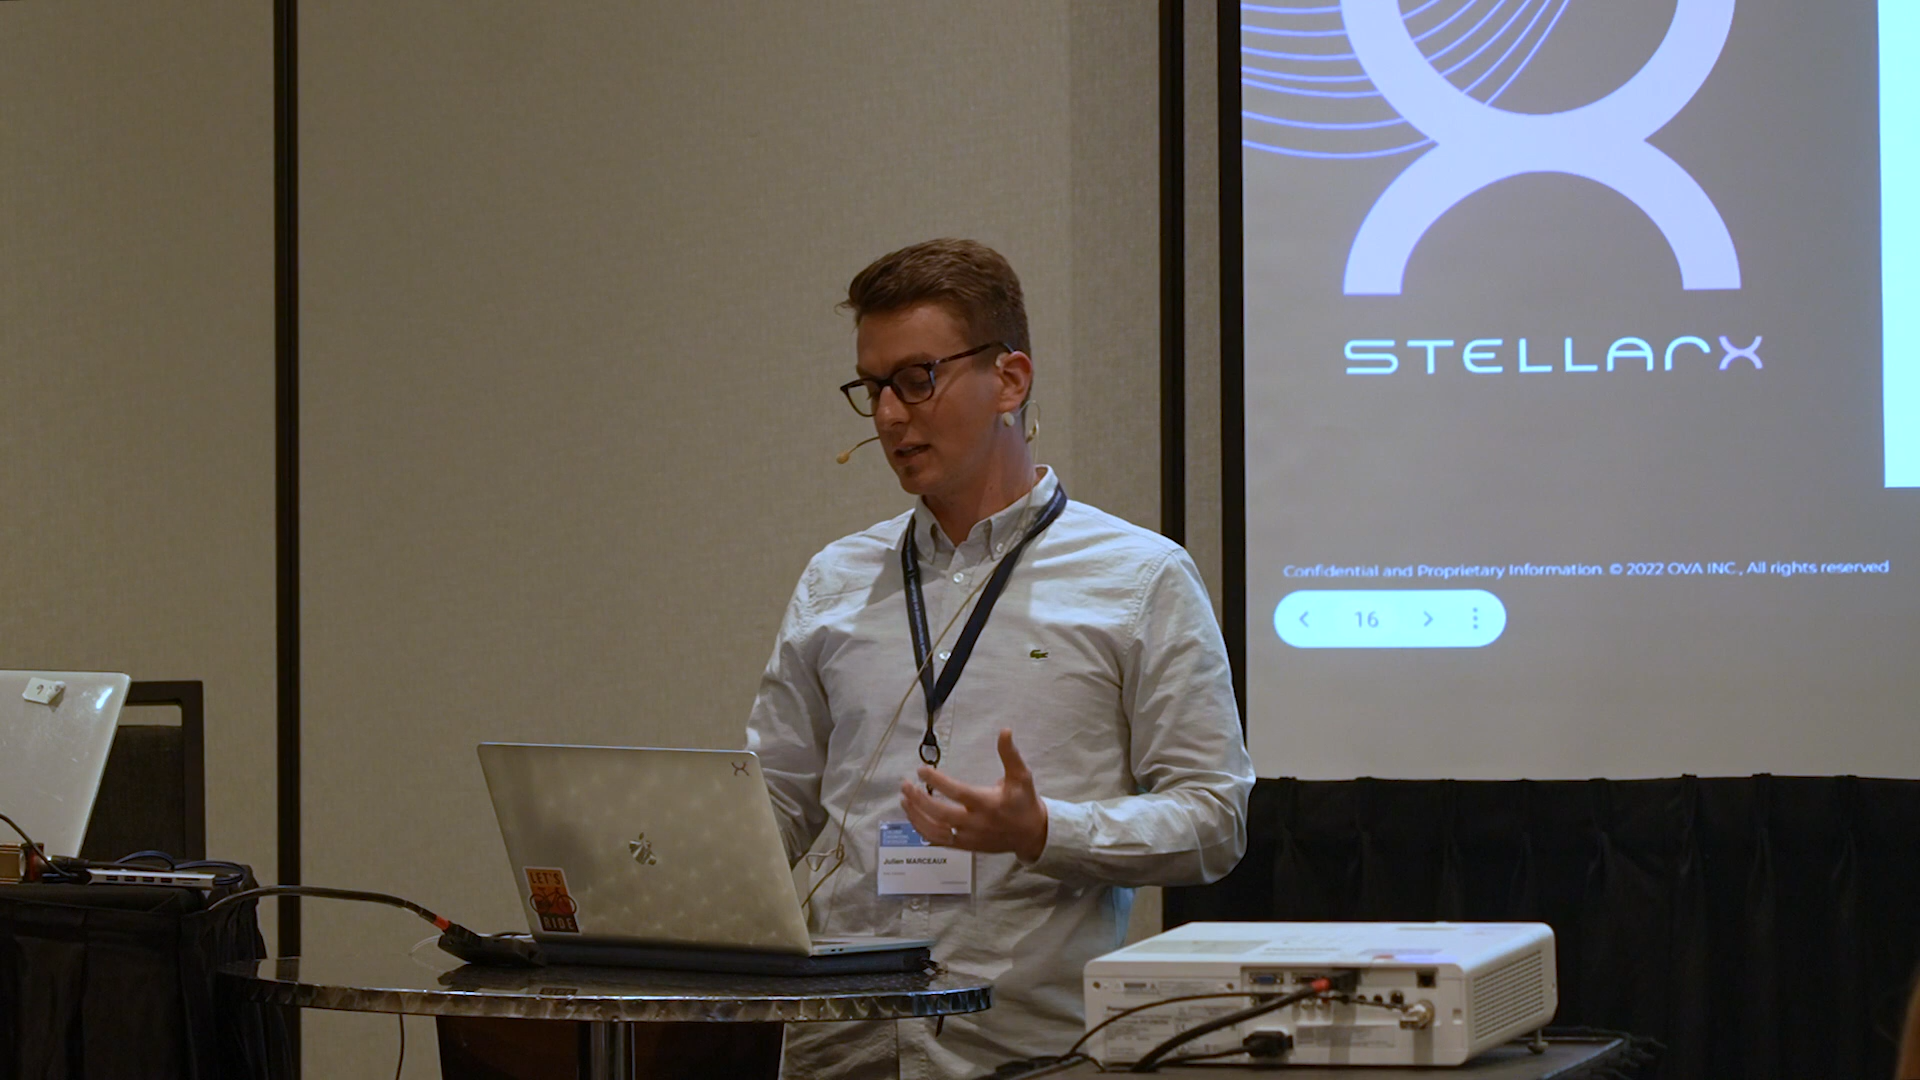 STELLARX
Confidential and Proprietary Information. © 2022 OVA INC., All rights reserved
16
Julien MARCEAUX
LET'S
RIDE